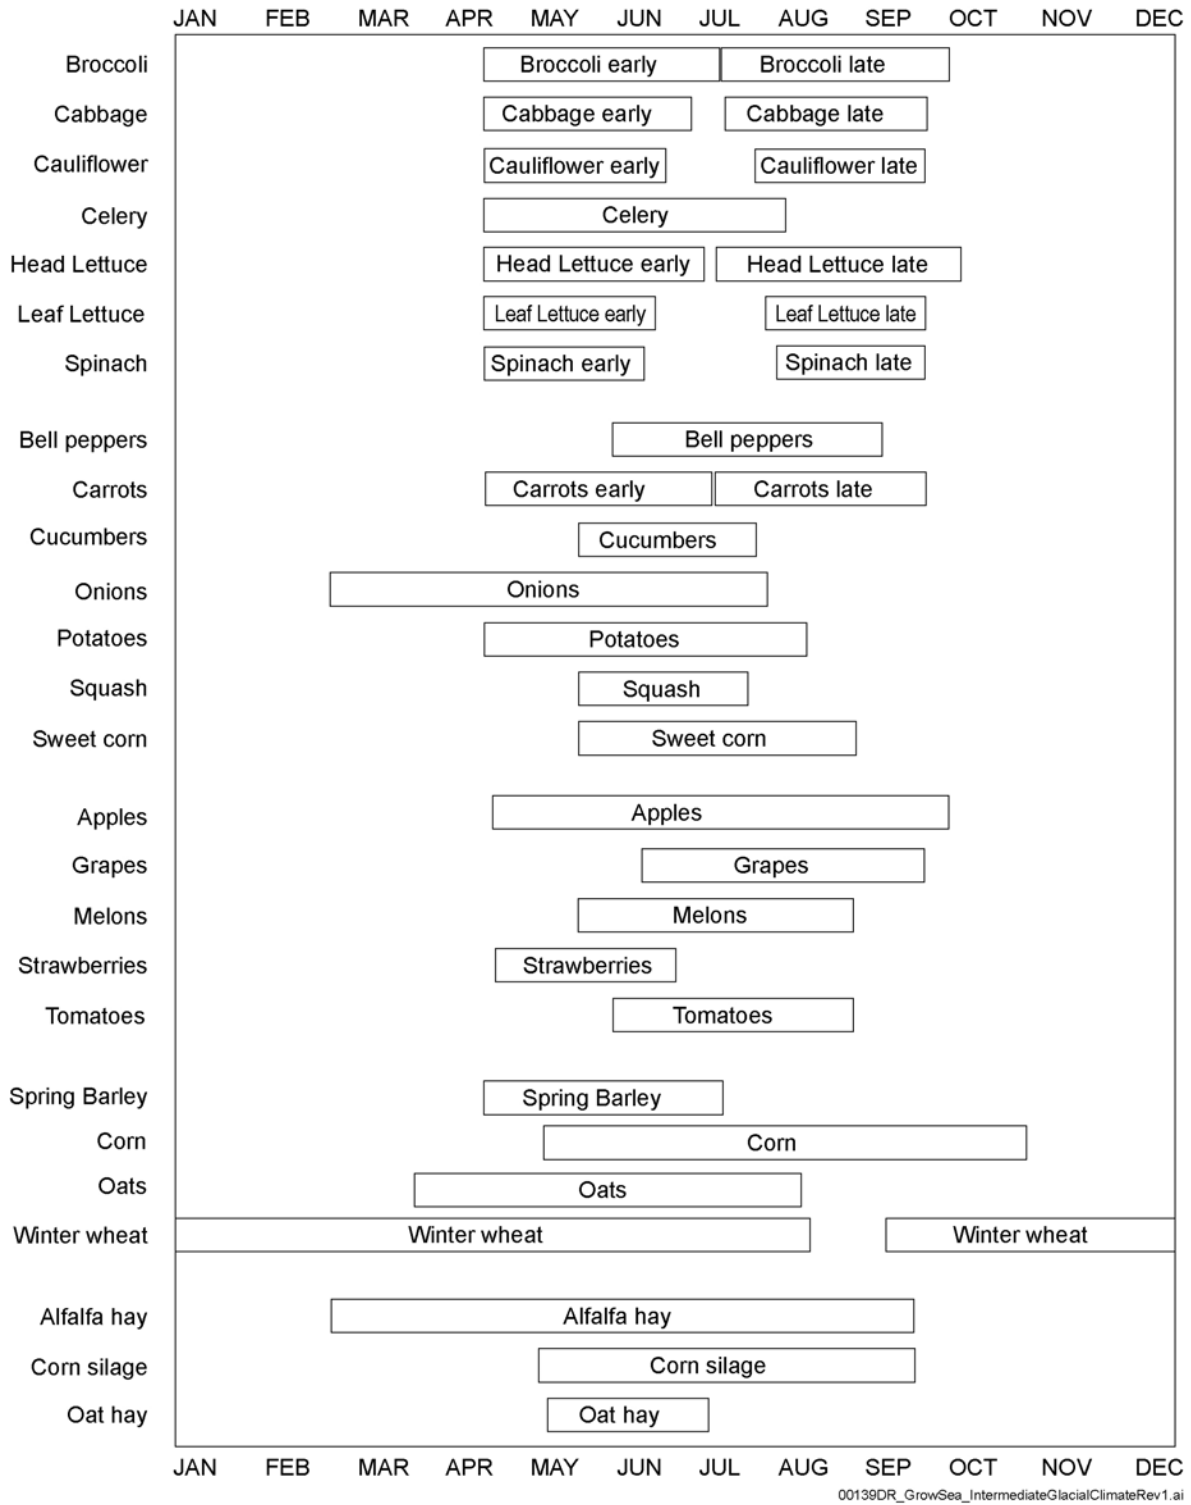 JAN FEB MAR APR MAY JUN JUL AUG SEP OCT NOV DEC
Broccoli Broccoli early Broccoli late
Cabbage Cabbage early Cabbage late
Cauliflower Cauliflower early Cauliflower late
Celery Celery
Head Lettuce Head Lettuce early Head Lettuce late
Leaf Lettuce Leaf Lettuce early Leaf Lettuce late
Spinach Spinach early Spinach late
Bell peppers Bell peppers
Carrots Carrots early Carrots late
Cucumbers Cucumbers
Onions Onions
Potatoes Potatoes
Squash Squash
Sweet corn Sweet corn
Apples Apples
Grapes Grapes
Melons Melons
Strawberries Strawberries
Tomatoes Tomatoes
Spring Barley Spring Barley
Corn Corn
Oats Oats
Winter wheat Winter wheat Winter wheat
Alfalfa hay Alfalfa hay
Corn silage Corn silage
Oat hay Oat hay
JAN FEB MAR APR MAY JUN JUL AUG SEP OCT NOV DEC
00139DR_GrowSea_IntermediateGlacialClimateRev1.ai